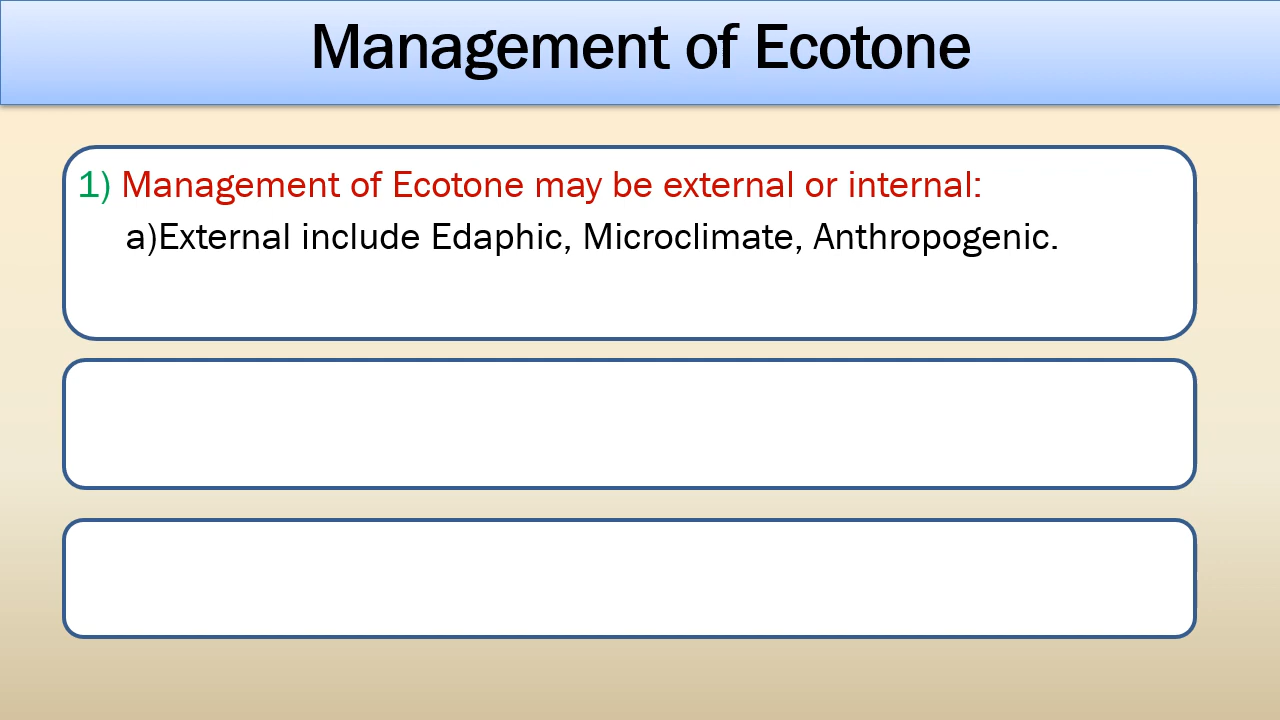 Management of Ecotone
1) Management of Ecotone may be external or internal:
a)External include Edaphic, Microclimate, Anthropogenic.